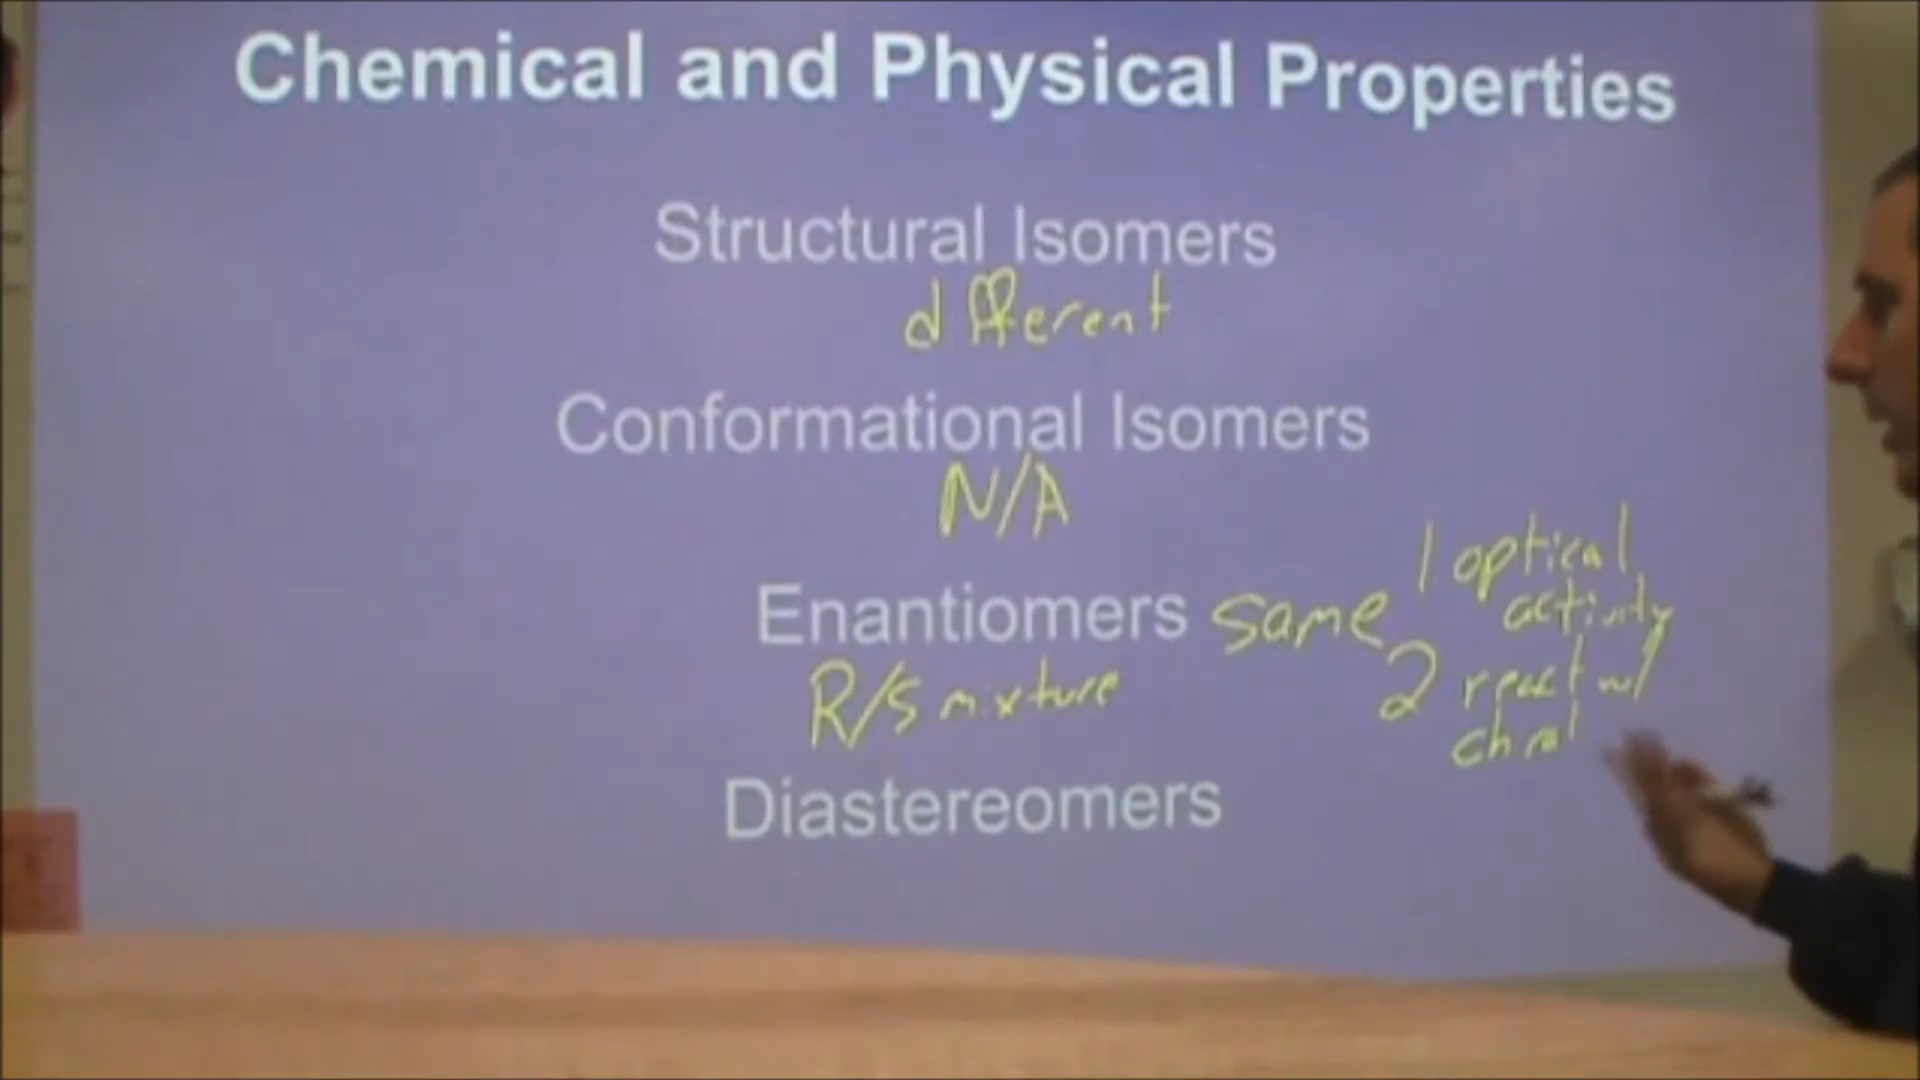 Chemical and Physical Properties
Structural Isomers
different
Conformational Isomers
N/A
Enantiomers same
1 optical
activity
2 react w/
chiral
R/S mixture
Diastereomers